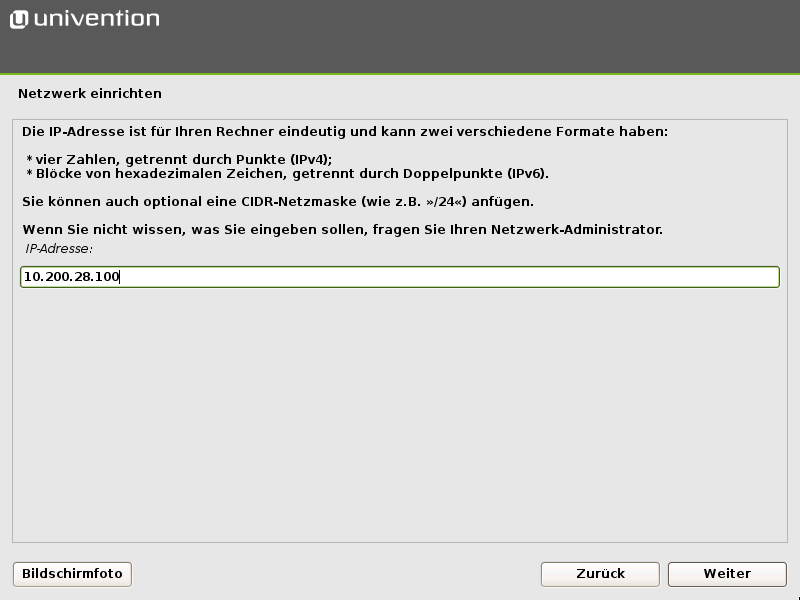 univention
Netzwerk einrichten
Die IP-Adresse ist für Ihren Rechner eindeutig und kann zwei verschiedene Formate haben:
* vier Zahlen, getrennt durch Punkte (IPv4);
* Blöcke von hexadezimalen Zeichen, getrennt durch Doppelpunkte (IPv6).
Sie können auch optional eine CIDR-Netzmaske (wie z.B. »/24«) anfügen.
Wenn Sie nicht wissen, was Sie eingeben sollen, fragen Sie Ihren Netzwerk-Administrator.
IP-Adresse:
10.200.28.100
Bildschirmfoto
Zurück
Weiter